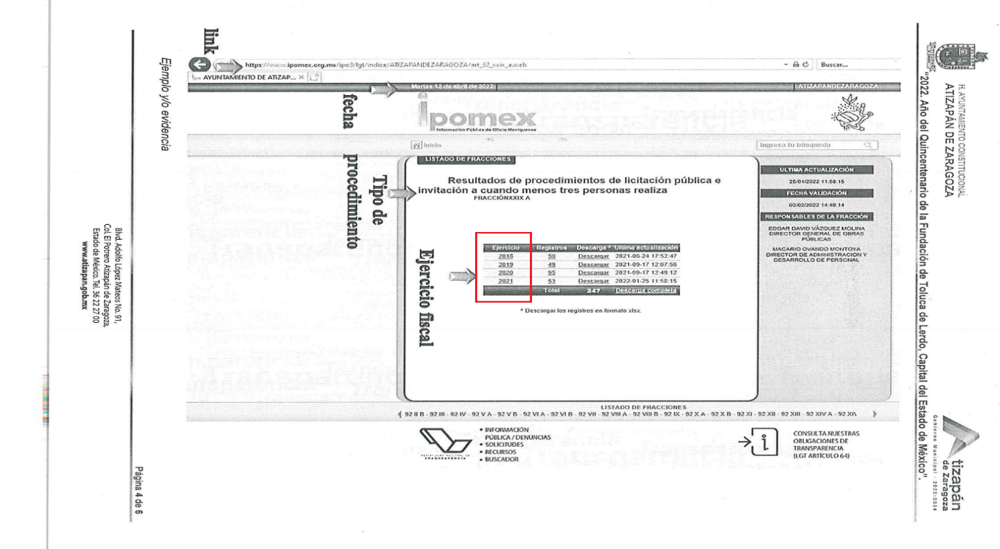 H. AYUNTAMIENTO CONSTITUCIONAL
ATIZAPÁN DE ZARAGOZA
tizapán
de Zaragoza
Gobierno Municipal · 2022-2024
"2022. Año del Quincentenario de la Fundación de Toluca de Lerdo, Capital del Estado de México".
Ejemplo y/o evidencia
link
https://www.ipomex.org.mx/ipo3/lgt/indice/ATIZAPANDEZARAGOZA/art_92_xxix_a.web
Buscar...
AYUNTAMIENTO DE ATIZAP... ×
fecha
Martes 12 de abril de 2022
ATIZAPANDEZARAGOZA
ipomex
Información Pública de Oficio Mexiquense
Inicio
Ingresa tu búsqueda
LISTADO DE FRACCIONES
Tipo de
procedimiento
Resultados de procedimientos de licitación pública e
invitación a cuando menos tres personas realiza
FRACCIÓNXXIX A
ULTIMA ACTUALIZACIÓN
25/01/2022 11:58:15
FECHA VALIDACIÓN
02/02/2022 14:49:14
RESPONSABLES DE LA FRACCIÓN
EDGAR DAVID VÁZQUEZ MOLINA
DIRECTOR GENERAL DE OBRAS
PÚBLICAS
MACARIO OVANDO MONTOYA
DIRECTOR DE ADMINISTRACION Y
DESARROLLO DE PERSONAL
Ejercicio fiscal
Ejercicio Registros Descarga * Ultima actualización
2018 50 Descargar 2021-08-24 17:52:47
2019 49 Descargar 2021-09-17 12:07:56
2020 95 Descargar 2021-09-17 12:49:12
2021 53 Descargar 2022-01-25 11:58:15
Total 247 Descarga completa
* Descargar los registros en formato xlsx.
LISTADO DE FRACCIONES
92 II B - 92 III - 92 IV - 92 V A - 92 V B - 92 VI A - 92 VI B - 92 VII - 92 VIII A - 92 VIII B - 92 IX - 92 X A - 92 X B - 92 XI - 92 XII - 92 XIII - 92 XIV A - 92 XIV
PLATAFORMA NACIONAL DE
TRANSPARENCIA
• INFORMACIÓN
PÚBLICA / DENUNCIAS
• SOLICITUDES
• RECURSOS
• BUSCADOR
CONSULTA NUESTRAS
OBLIGACIONES DE
TRANSPARENCIA
(LGT ARTÍCULO 64)
Página 4 de 6
Blvd. Adolfo López Mateos No. 91,
Col. El Potrero Atizapán de Zaragoza,
Estado de México. Tel. 36 22 27 00
www.atizapan.gob.mx